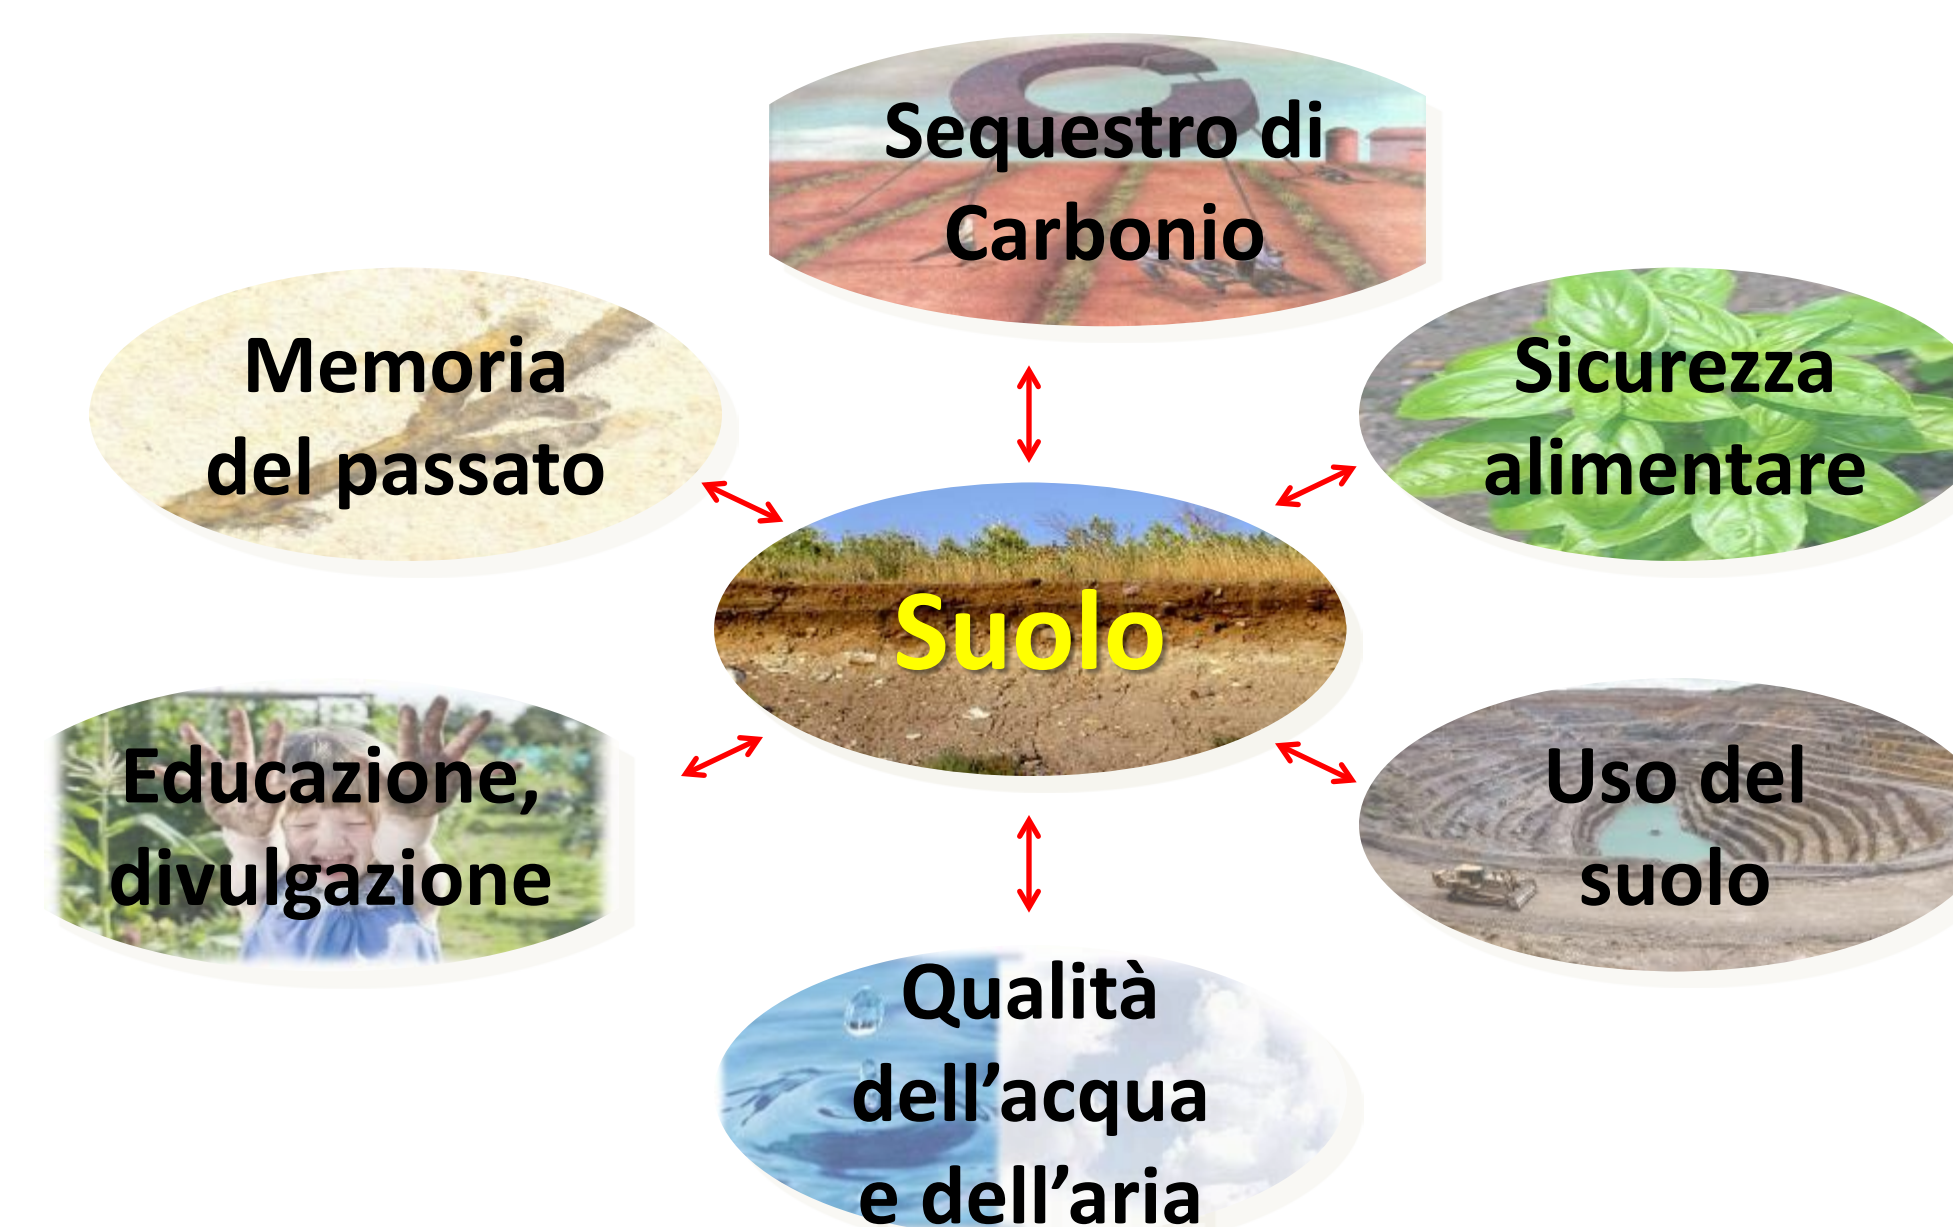 Sequestro di
Carbonio
Memoria
del passato
Sicurezza
alimentare
Suolo
Educazione,
divulgazione
Uso del
suolo
Qualità
dell’acqua
e dell’aria